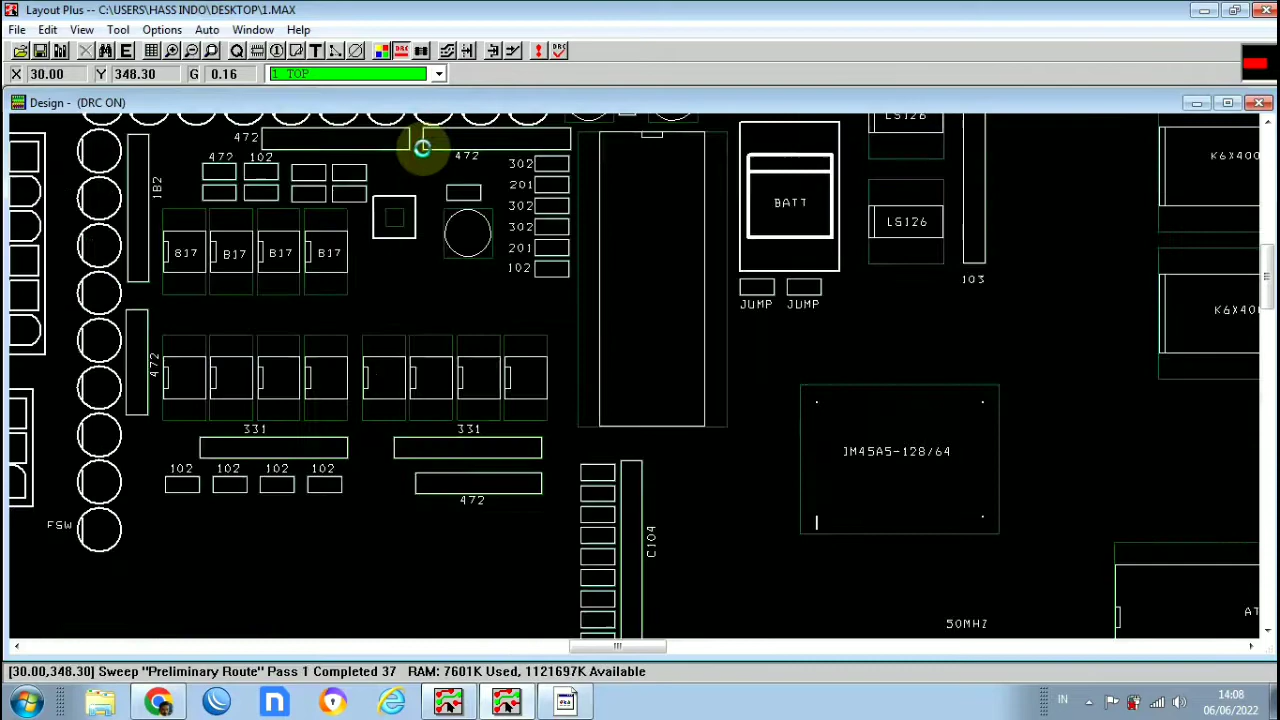 Layout Plus -- C:\USERS\HASS INDO\DESKTOP\1.MAX
File Edit View Tool Options Auto Window Help
X 30.00 Y 348.30 G 0.16 1 TOP
Design - (DRC ON)
472
472
472 102
302
201
302
302
201
102
1B2
B17 B17 B17 B17
BATT
JUMP JUMP
LS126
LS126
103
K6X400
K6X400
472
331 331
102 102 102 102
472
FSW
C104
JM45A5-128/64
50MHZ
AT
[30.00,348.30] Sweep "Preliminary Route" Pass 1 Completed 37 RAM: 7601K Used, 1121697K Available
IN
14:08
06/06/2022